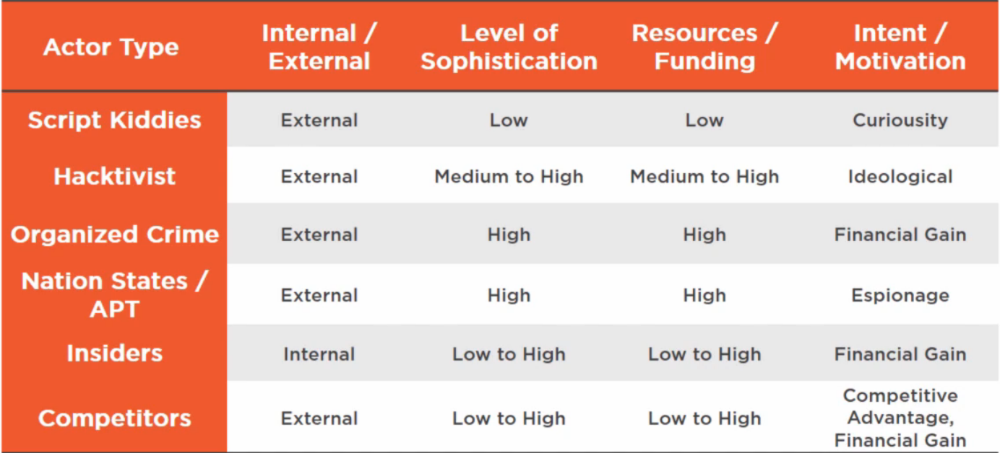 Actor Type
Internal /
External
Level of
Sophistication
Resources /
Funding
Intent /
Motivation
Script Kiddies
External
Low
Low
Curiousity
Hacktivist
External
Medium to High
Medium to High
Ideological
Organized Crime
External
High
High
Financial Gain
Nation States /
APT
External
High
High
Espionage
Insiders
Internal
Low to High
Low to High
Financial Gain
Competitors
External
Low to High
Low to High
Competitive
Advantage,
Financial Gain